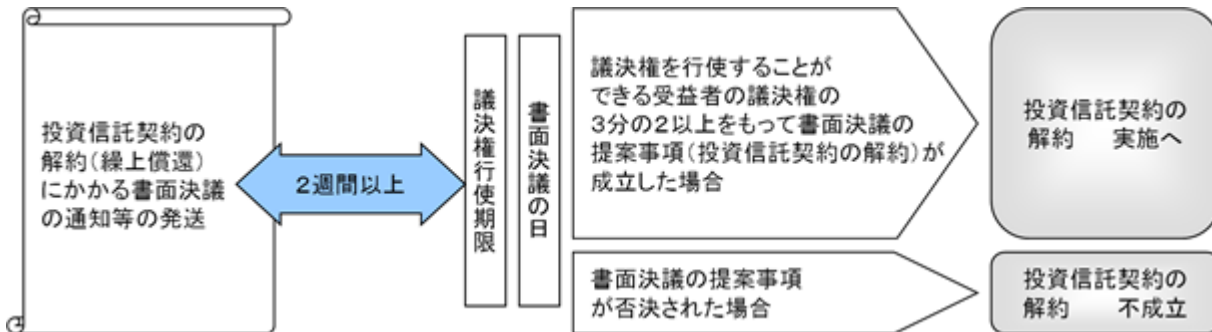 投資信託契約の
解約(繰上償還)
にかかる書面決議
の通知等の発送
2週間以上
議決権行使期限
書面決議の日
議決権を行使することが
できる受益者の議決権の
3分の2以上をもって書面決議の
提案事項(投資信託契約の解約)が
成立した場合
投資信託契約の
解約　　実施へ
書面決議の提案事項
が否決された場合
投資信託契約の
解約　　不成立